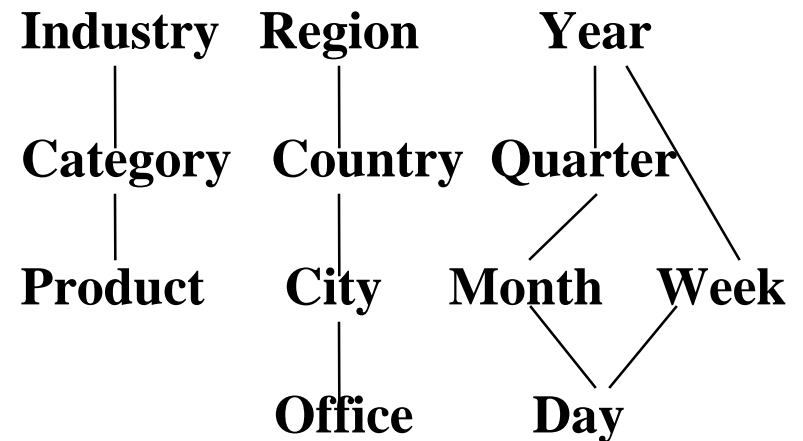 Industry Region Year
Category Country Quarter
Product City Month Week
Office Day